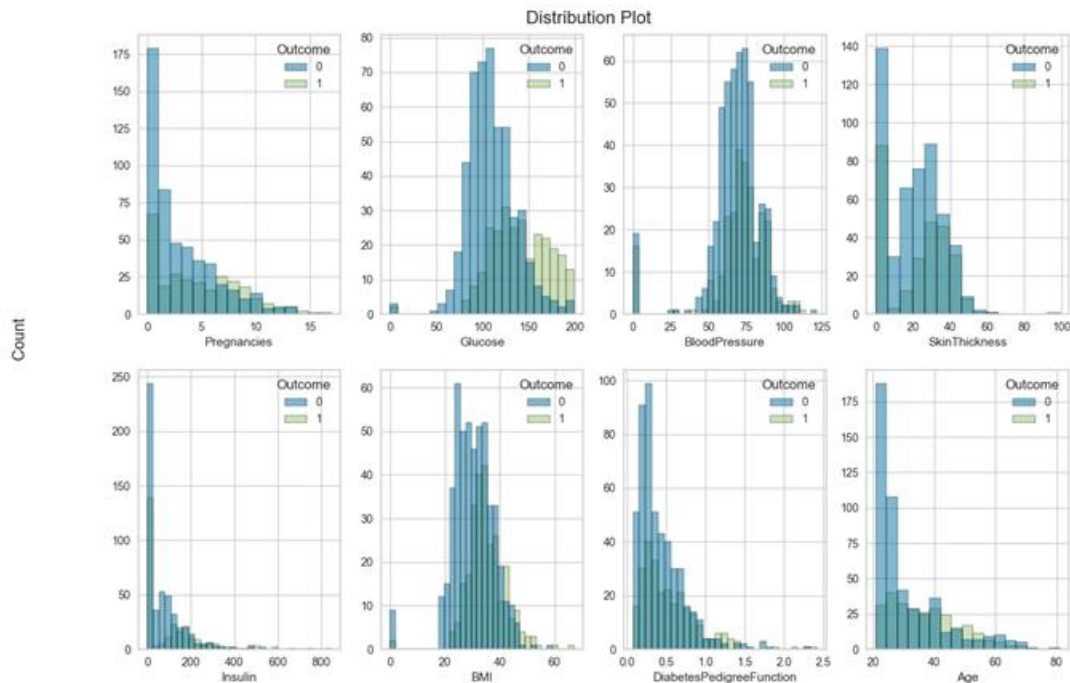 Distribution Plot
Count
175
150
125
100
75
50
25
0
0 5 10 15
Pregnancies
Outcome
0
1
80
70
60
50
40
30
20
10
0
0 50 100 150 200
Glucose
Outcome
0
1
60
50
40
30
20
10
0
0 25 50 75 100 125
BloodPressure
Outcome
0
1
140
120
100
80
60
40
20
0
0 20 40 60 80 100
SkinThickness
Outcome
0
1
250
200
150
100
50
0
0 200 400 600 800
Insulin
Outcome
0
1
60
50
40
30
20
10
0
0 20 40 60
BMI
Outcome
0
1
100
80
60
40
20
0
0.0 0.5 1.0 1.5 2.0 2.5
DiabetesPedigreeFunction
Outcome
0
1
175
150
125
100
75
50
25
0
20 40 60 80
Age
Outcome
0
1